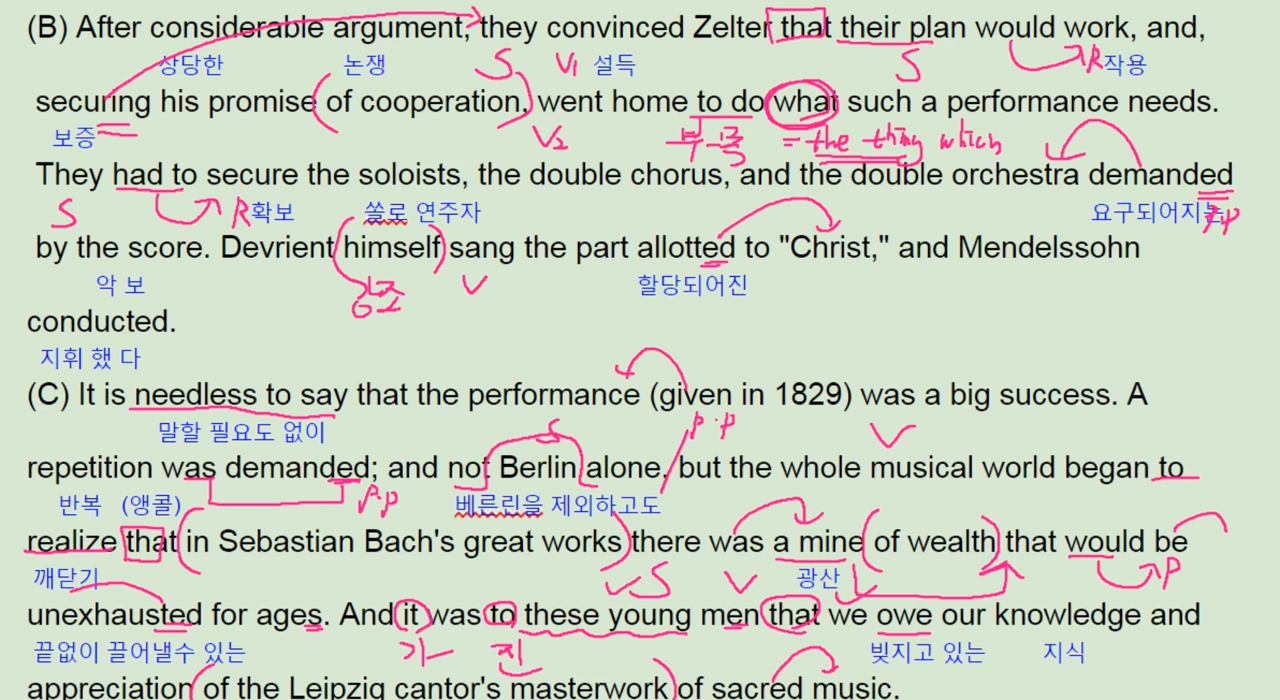 (B) After considerable argument, they convinced Zelter that their plan would work, and,
상당한 논쟁 S V1 설득 S R작용
securing his promise (of cooperation,) went home to do what such a performance needs.
보증 V2 부 목 = the thing which
They had to secure the soloists, the double chorus, and the double orchestra demanded
S R확보 쏠로 연주자 요구되어지는
by the score. Devrient (himself) sang the part allotted to "Christ," and Mendelssohn
악 보 강조 V 할당되어진
conducted.
지휘 했 다
(C) It is needless to say that the performance (given in 1829) was a big success. A
말할 필요도 없이 p.p V
repetition was demanded; and not Berlin alone, but the whole musical world began to
반복 (앵콜) p.p 베른린을 제외하고도 S
realize that (in Sebastian Bach's great works) there was a mine (of wealth) that would be
깨닫기 VS V 광산
unexhausted for ages. And it was to these young men that we owe our knowledge and
끝없이 끌어낼수 있는 가 진 빚지고 있는 지식
appreciation (of the Leipzig cantor's masterwork) of sacred music.